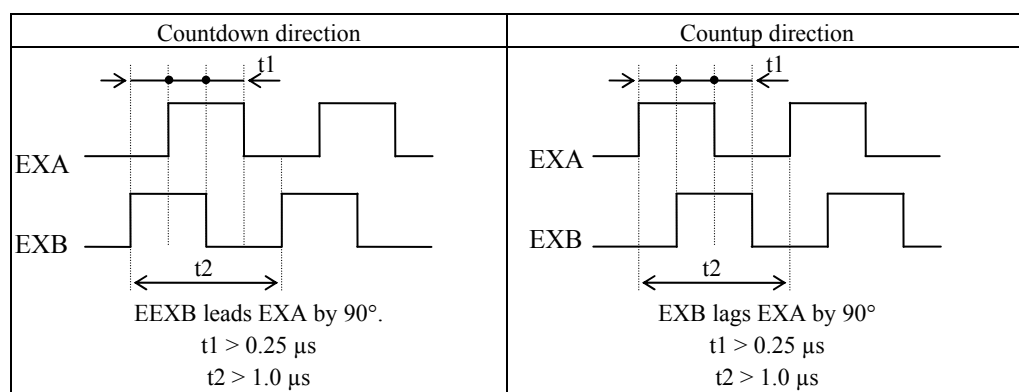 Countdown direction
Countup direction
t1
EXA
EXB
t2
EEXB leads EXA by 90°.
t1 > 0.25 µs
t2 > 1.0 µs
t1
EXA
EXB
t2
EXB lags EXA by 90°
t1 > 0.25 µs
t2 > 1.0 µs